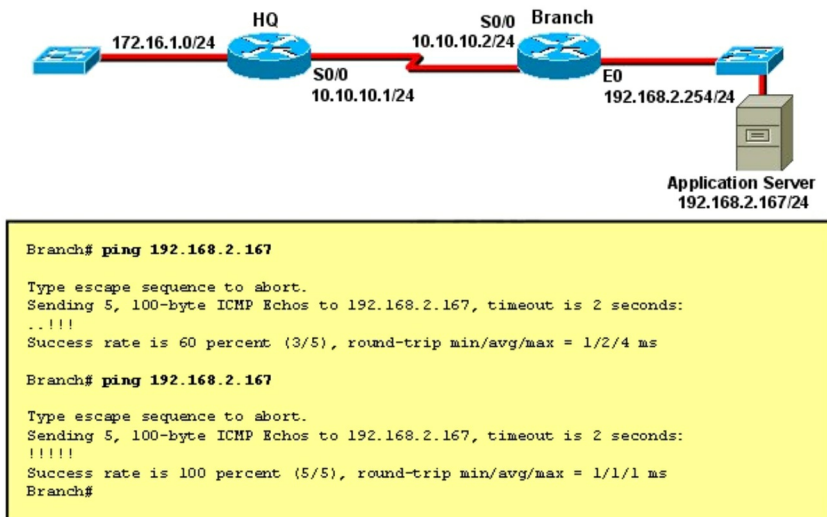 HQ
S0/0
Branch
172.16.1.0/24
10.10.10.2/24
S0/0
10.10.10.1/24
E0
192.168.2.254/24
Application Server
192.168.2.167/24
Branch# ping 192.168.2.167
Type escape sequence to abort.
Sending 5, 100-byte ICMP Echos to 192.168.2.167, timeout is 2 seconds:
..!!!
Success rate is 60 percent (3/5), round-trip min/avg/max = 1/2/4 ms
Branch# ping 192.168.2.167
Type escape sequence to abort.
Sending 5, 100-byte ICMP Echos to 192.168.2.167, timeout is 2 seconds:
!!!!!
Success rate is 100 percent (5/5), round-trip min/avg/max = 1/1/1 ms
Branch#